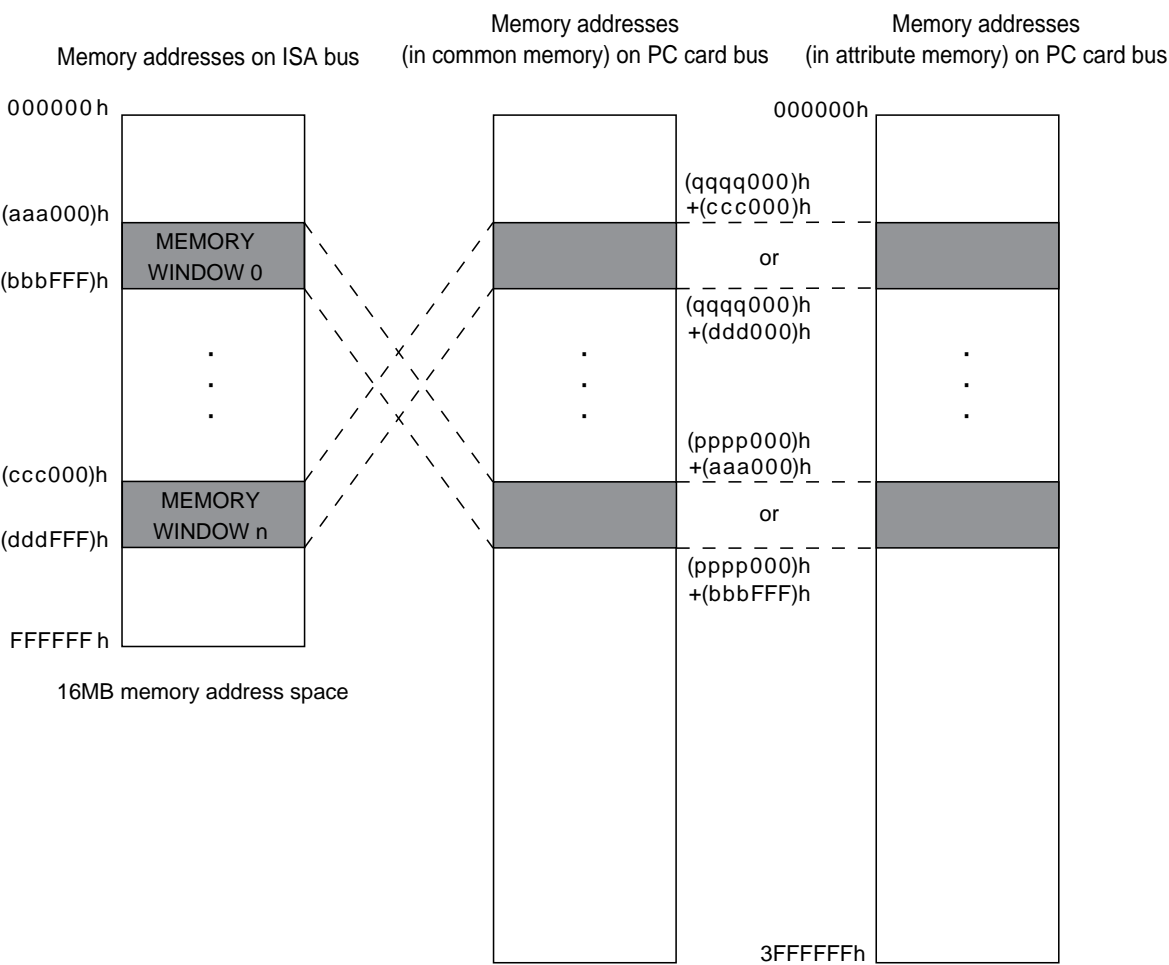 Memory addresses on ISA bus
Memory addresses
(in common memory) on PC card bus
Memory addresses
(in attribute memory) on PC card bus
000000h
000000h
(aaa000)h
MEMORY
WINDOW 0
(bbbFFF)h
(qqqq000)h
+(ccc000)h
or
(qqqq000)h
+(ddd000)h
(ccc000)h
MEMORY
WINDOW n
(dddFFF)h
(pppp000)h
+(aaa000)h
or
(pppp000)h
+(bbbFFF)h
FFFFFFh
16MB memory address space
3FFFFFFh